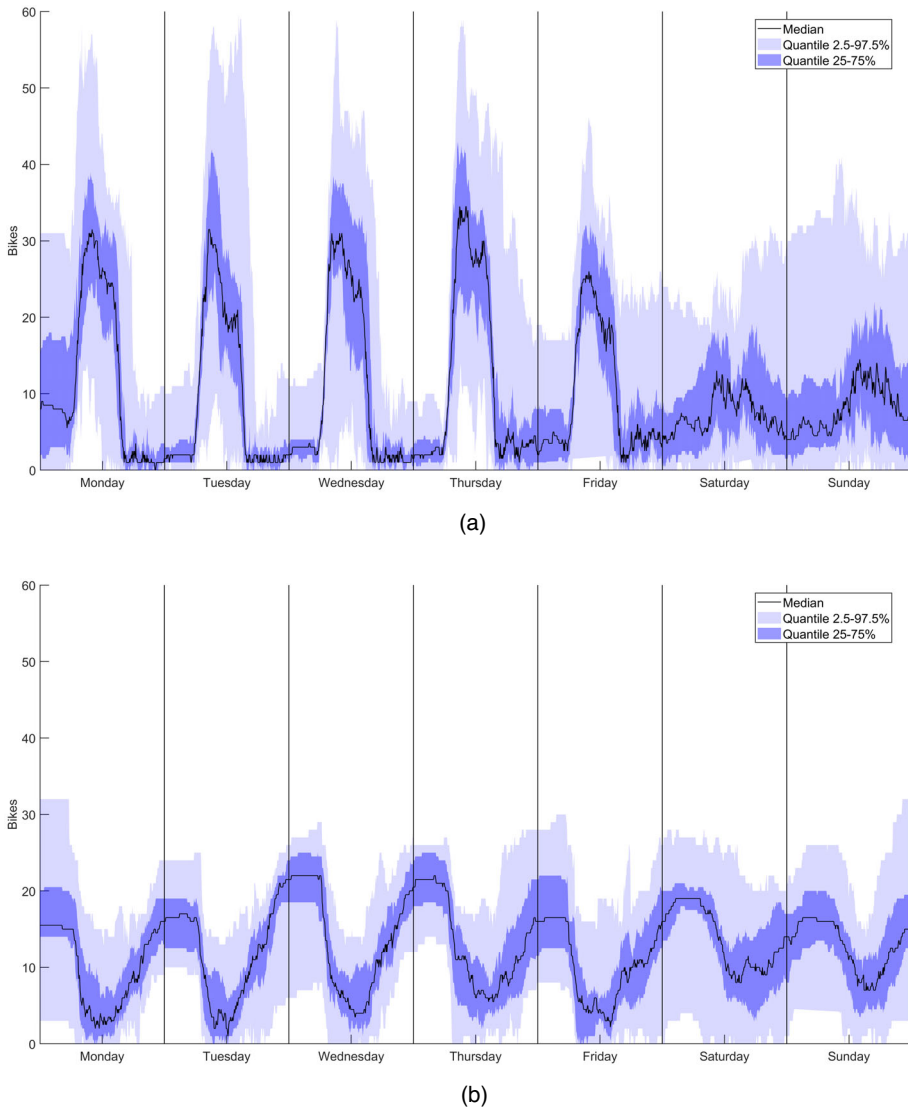 60
50
40
30
20
10
0
Bikes
Median
Quantile 2.5-97.5%
Quantile 25-75%
Monday Tuesday Wednesday Thursday Friday Saturday Sunday
(a)
60
50
40
30
20
10
0
Bikes
Median
Quantile 2.5-97.5%
Quantile 25-75%
Monday Tuesday Wednesday Thursday Friday Saturday Sunday
(b)